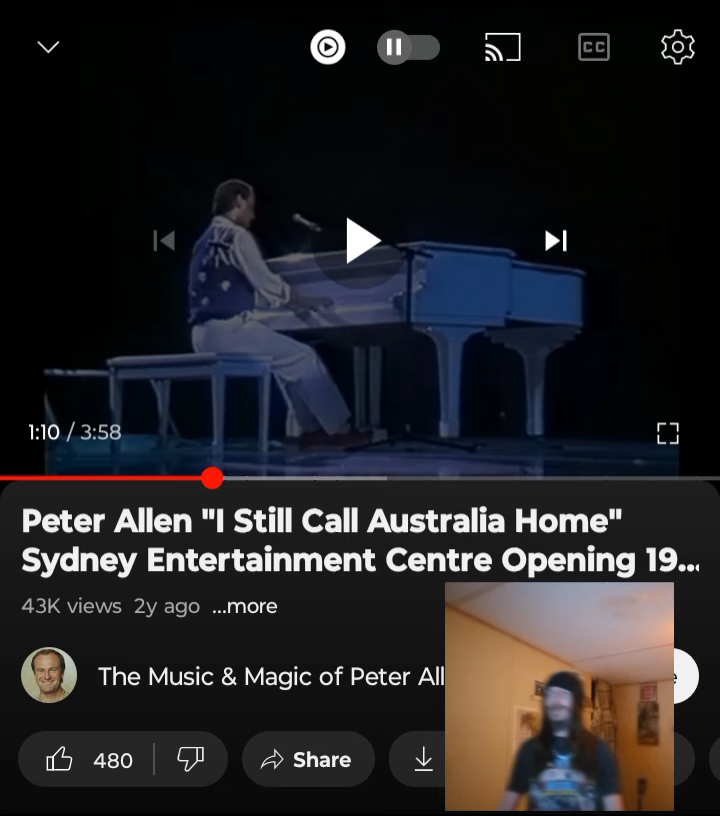 CC
1:10 / 3:58
Peter Allen "I Still Call Australia Home"
Sydney Entertainment Centre Opening 19...
43K views 2y ago ...more
The Music & Magic of Peter All
e
480
Share